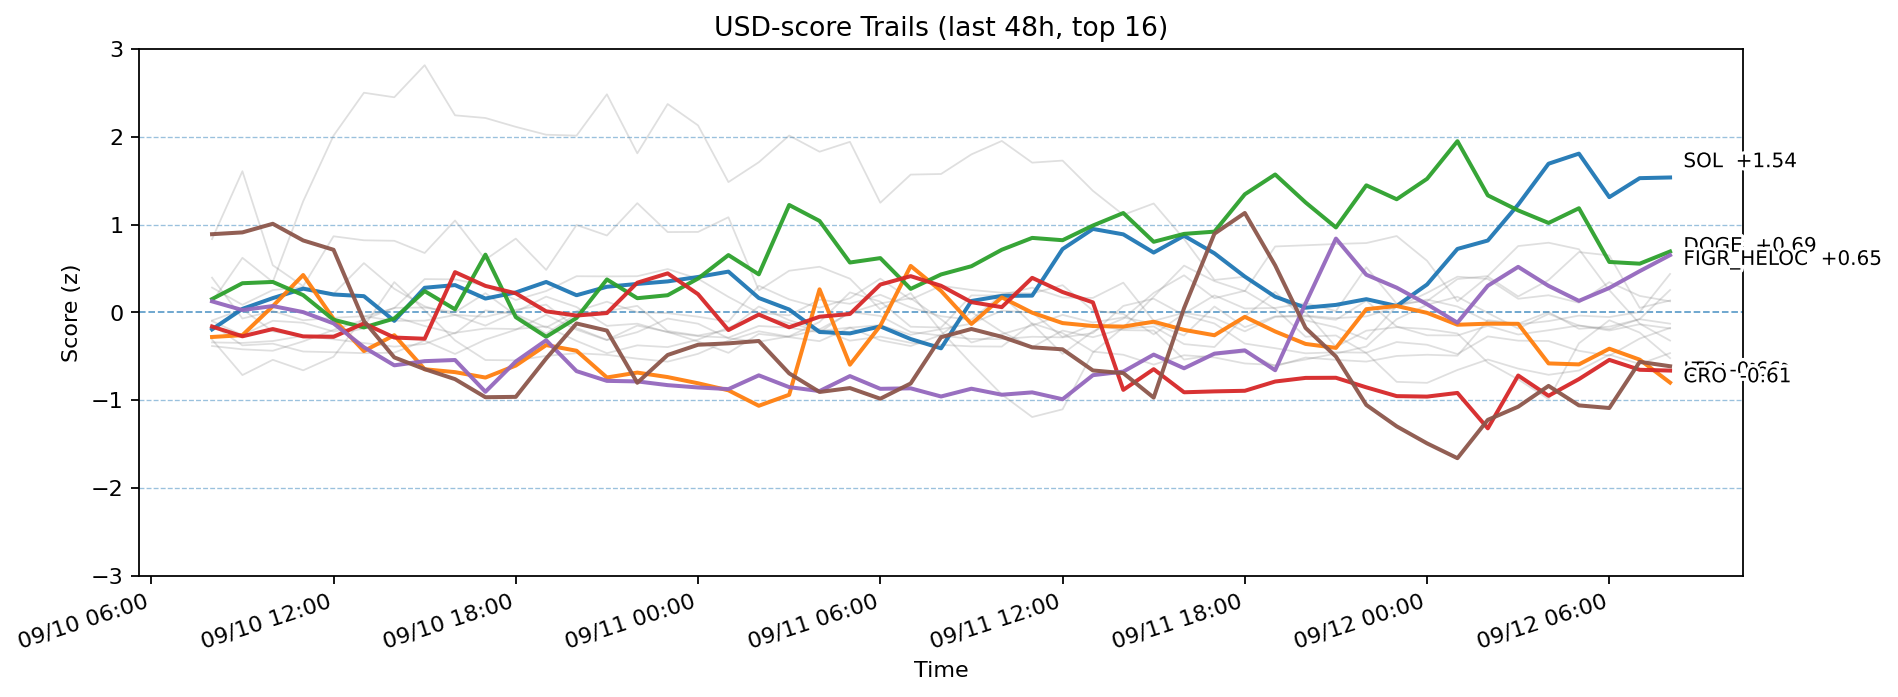 USD-score Trails (last 48h, top 16)
3
2
1
0
−1
−2
−3
Score (z)
SOL +1.54
DOGE +0.69
FIGR_HELOC +0.65
CRO -0.61
09/10 06:00
09/10 12:00
09/10 18:00
09/11 00:00
09/11 06:00
09/11 12:00
09/11 18:00
09/12 00:00
09/12 06:00
Time